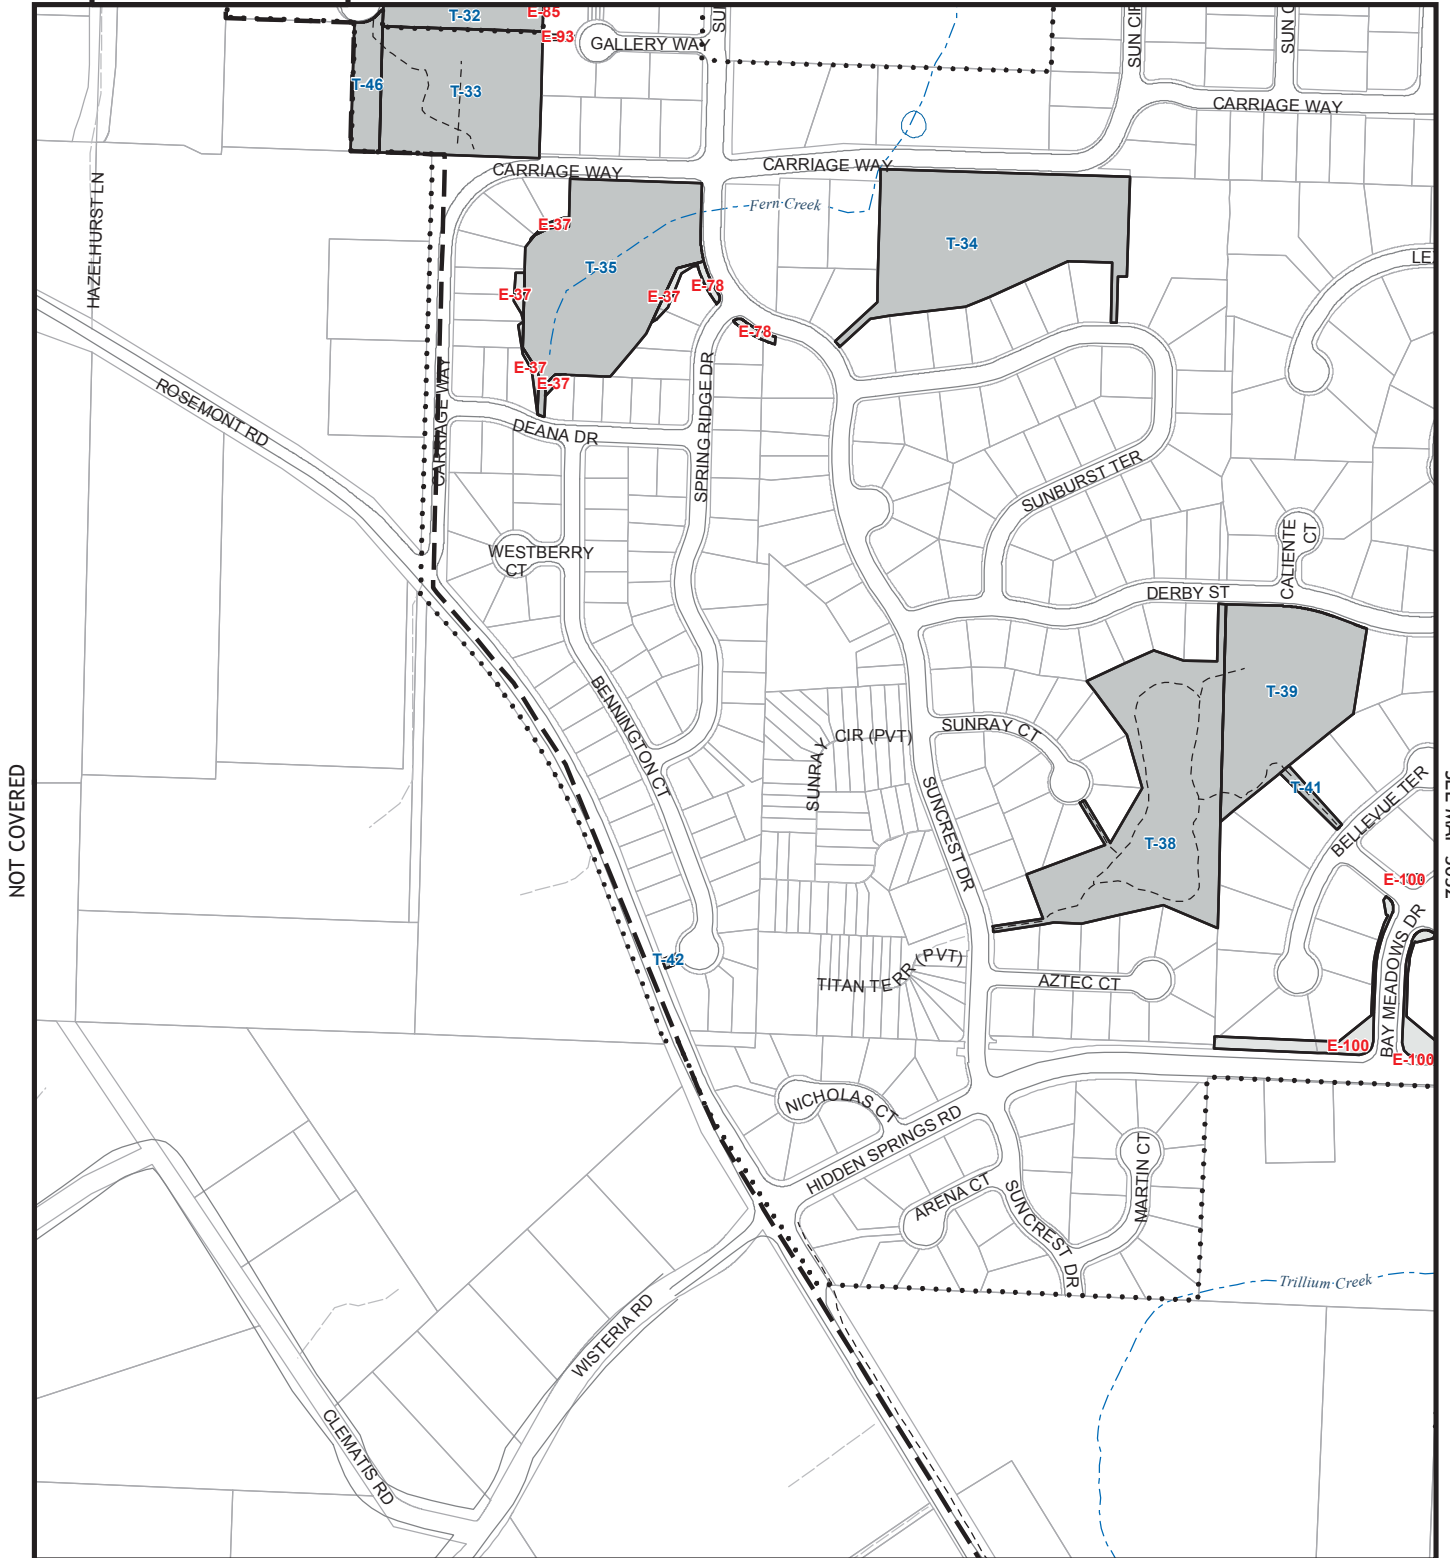 T-32
E-85
E-93
GALLERY WAY
SUN CIR
T-46
T-33
CARRIAGE WAY
CARRIAGE WAY
CARRIAGE WAY
HAZELHURST LN
Fern Creek
E-37
T-35
T-34
E-37
E-37
E-78
E-78
E-37
E-37
CARRIAGE WAY
ROSEMONT RD
DEANA DR
SPRING RIDGE DR
SUNBURST TER
WESTBERRY
CT
CALIENTE
CT
DERBY ST
BENNINGTON CT
T-39
SUNRAY CT
SUNRAY
CIR (PVT)
NOT COVERED
SUNCREST DR
T-41
BELLEVUE TER
T-38
E-100
BAY MEADOWS DR
T-42
TITAN TERR (PVT)
AZTEC CT
E-100
E-100
NICHOLAS CT
HIDDEN SPRINGS RD
MARTIN CT
ARENA CT
SUNCREST DR
Trillium Creek
WISTERIA RD
CLEMATIS RD